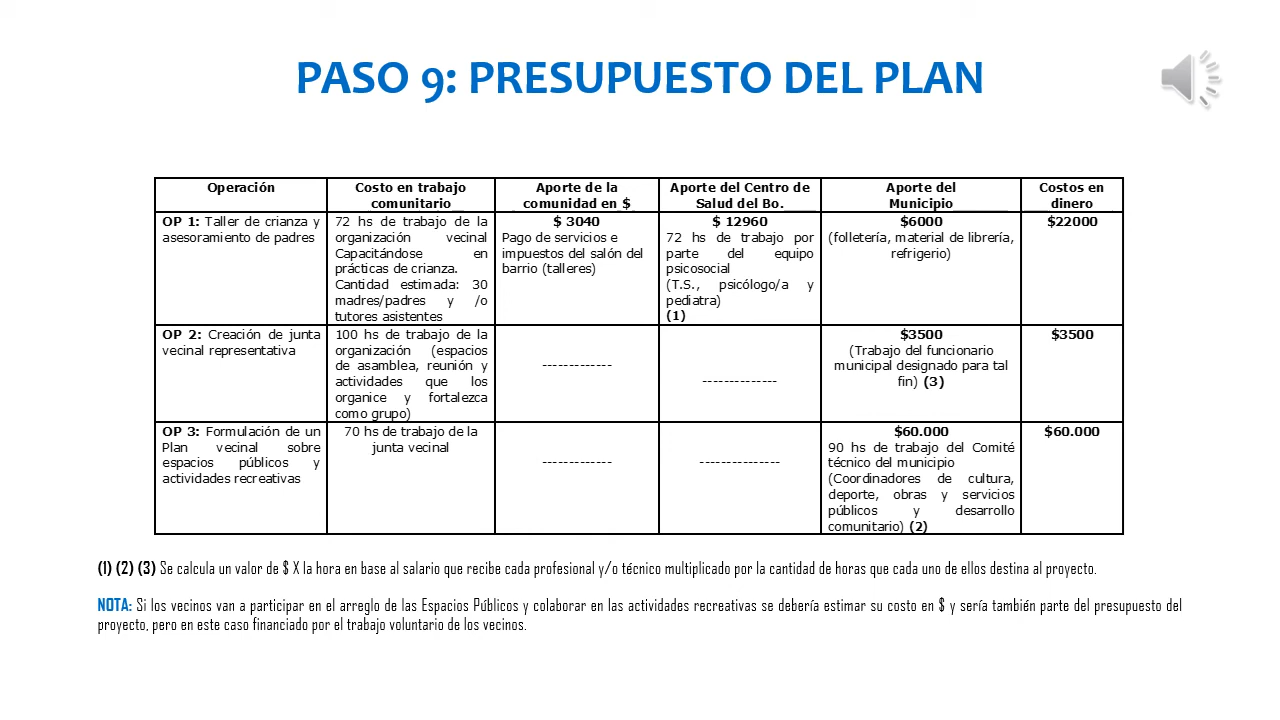 PASO 9: PRESUPUESTO DEL PLAN
Operación
Costo en trabajo
comunitario
Aporte de la
comunidad en $
Aporte del Centro de
Salud del Bo.
Aporte del
Municipio
Costos en
dinero
OP 1: Taller de crianza y
asesoramiento de padres
72 hs de trabajo de la
organización vecinal
Capacitándose en
prácticas de crianza.
Cantidad estimada: 30
madres/padres y /o
tutores asistentes
$ 3040
Pago de servicios e
impuestos del salón del
barrio (talleres)
$ 12960
72 hs de trabajo por
parte del equipo
psicosocial
(T.S., psicólogo/a y
pediatra)
(1)
$6000
(folletería, material de librería,
refrigerio)
$22000
OP 2: Creación de junta
vecinal representativa
100 hs de trabajo de la
organización (espacios
de asamblea, reunión y
actividades que los
organice y fortalezca
como grupo)
-------------
--------------
$3500
(Trabajo del funcionario
municipal designado para tal
fin) (3)
$3500
OP 3: Formulación de un
Plan vecinal sobre
espacios públicos y
actividades recreativas
70 hs de trabajo de la
junta vecinal
-------------
---------------
$60.000
90 hs de trabajo del Comité
técnico del municipio
(Coordinadores de cultura,
deporte, obras y servicios
públicos y desarrollo
comunitario) (2)
$60.000
(1) (2) (3) Se calcula un valor de $ X la hora en base al salario que recibe cada profesional y/o técnico multiplicado por la cantidad de horas que cada uno de ellos destina al proyecto.
NOTA: Si los vecinos van a participar en el arreglo de las Espacios Públicos y colaborar en las actividades recreativas se debería estimar su costo en $ y sería también parte del presupuesto del
proyecto, pero en este caso financiado por el trabajo voluntario de los vecinos.